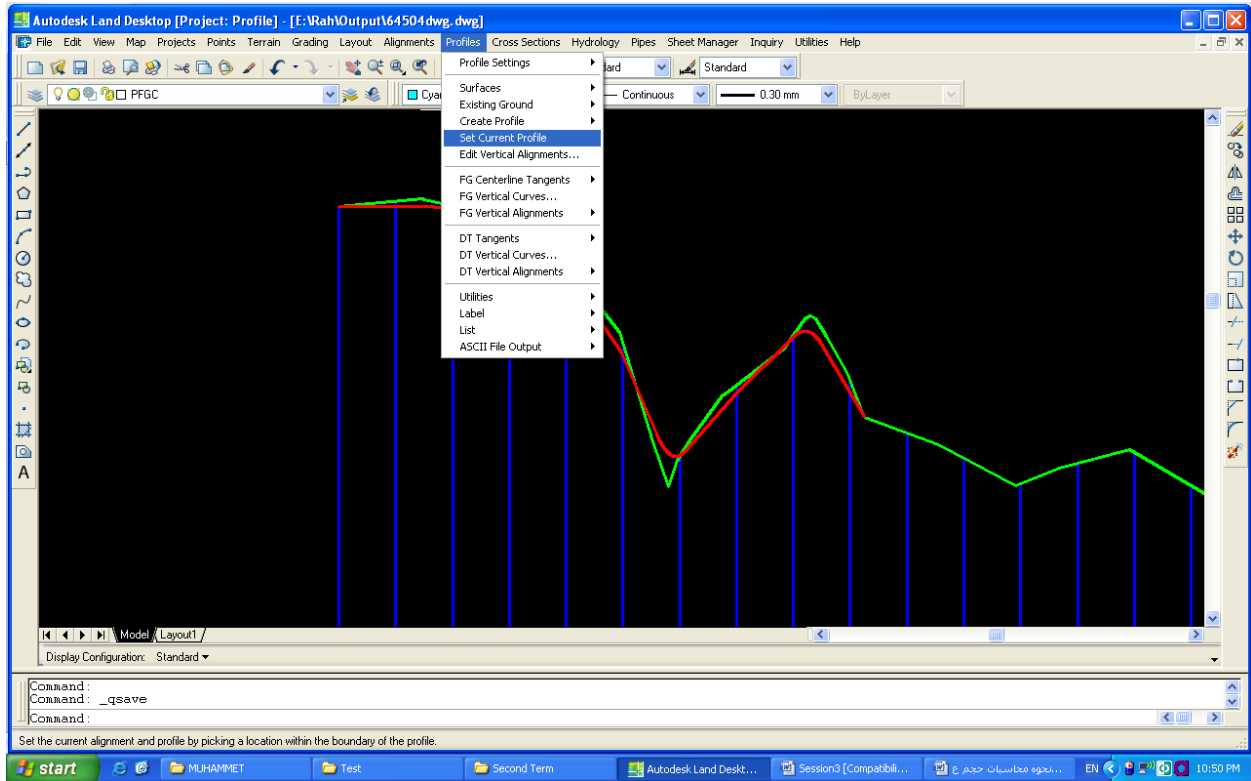 Autodesk Land Desktop [Project: Profile] - [E:\Rah\Output\64504dwg.dwg]
File Edit View Map Projects Points Terrain Grading Layout Alignments Profiles Cross Sections Hydrology Pipes Sheet Manager Inquiry Utilities Help
Standard
PFGC
Continuous
0.30 mm
ByLayer
Profile Settings
Surfaces
Existing Ground
Create Profile
Set Current Profile
Edit Vertical Alignments...
FG Centerline Tangents
FG Vertical Curves...
FG Vertical Alignments
DT Tangents
DT Vertical Curves...
DT Vertical Alignments
Utilities
Label
List
ASCII File Output
A
Model Layout1
Display Configuration: Standard
Command:
Command: _qsave
Command:
Set the current alignment and profile by picking a location within the boundary of the profile.
start MUHAMMET Test Second Term Autodesk Land Deskt... Session3 [Compatibili... نحوه محاسبات حجم ع... EN 10:50 PM